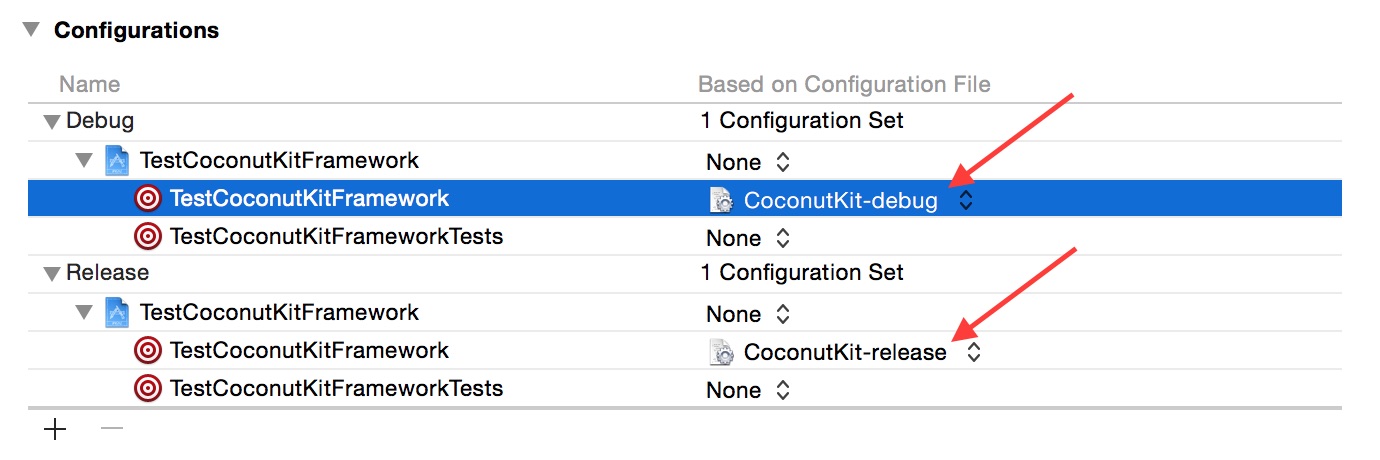 Configurations
Name Based on Configuration File
Debug 1 Configuration Set
TestCoconutKitFramework None
TestCoconutKitFramework CoconutKit-debug
TestCoconutKitFrameworkTests None
Release 1 Configuration Set
TestCoconutKitFramework None
TestCoconutKitFramework CoconutKit-release
TestCoconutKitFrameworkTests None